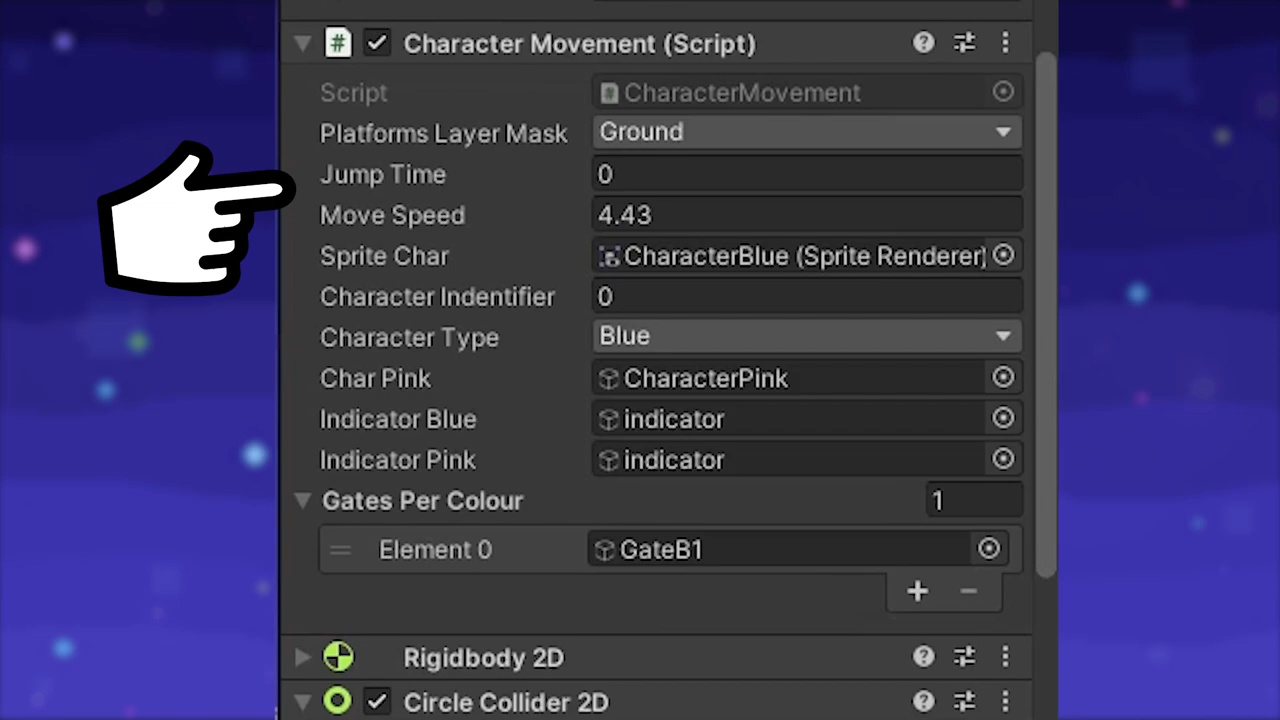 Character Movement (Script)
Script CharacterMovement
Platforms Layer Mask Ground
Jump Time 0
Move Speed 4.43
Sprite Char CharacterBlue (Sprite Renderer)
Character Indentifier 0
Character Type Blue
Char Pink CharacterPink
Indicator Blue indicator
Indicator Pink indicator
Gates Per Colour 1
Element 0 GateB1
Rigidbody 2D
Circle Collider 2D